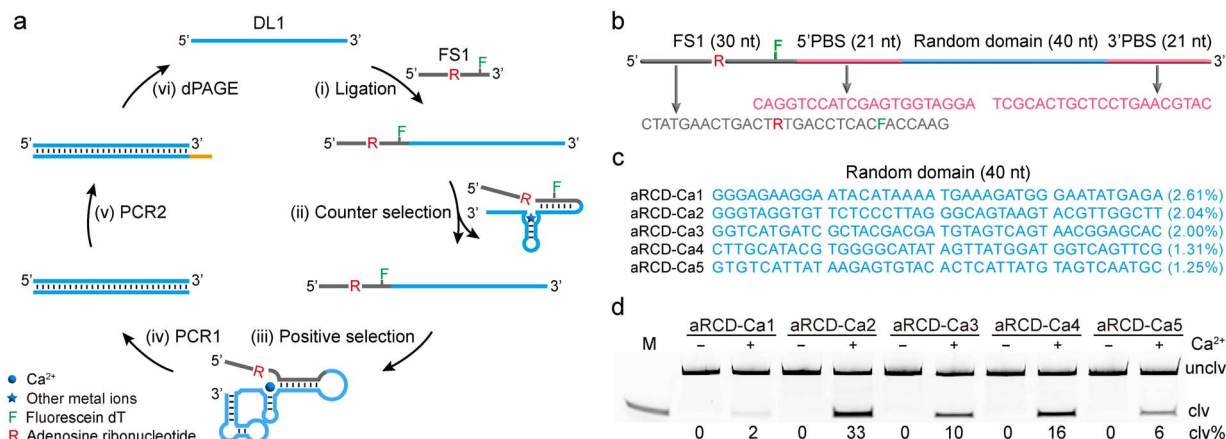 a
DL1
5'
3'
FS1
F
R
3'
(vi) dPAGE
(i) Ligation
5'
3'
F
R
5'
3'
(v) PCR2
(ii) Counter selection
F
R
5'
3'
F
R
5'
3'
(iv) PCR1
(iii) Positive selection
5'
R
3'
Ca²⁺
Other metal ions
F Fluorescein dT
R Adenosine ribonucleotide
b
FS1 (30 nt) F 5'PBS (21 nt) Random domain (40 nt) 3'PBS (21 nt)
5' R 3'
CAGGTCCATCGAGTGGTAGGA TCGCACTGCTCCTGAACGTAC
CTATGAACTGACTRTGACCTCACFACCAAG
c
Random domain (40 nt)
aRCD-Ca1 GGGAGAAGGA ATACATAAAA TGAAAGATGG GAATATGAGA (2.61%)
aRCD-Ca2 GGGTAGGTGT TCTCCCTTAG GGCAGTAAGT ACGTTGGCTT (2.04%)
aRCD-Ca3 GGTCATGATC GCTACGACGA TGTAGTCAGT AACGGAGCAC (2.00%)
aRCD-Ca4 CTTGCATACG TGGGGCATAT AGTTATGGAT GGTCAGTTCG (1.31%)
aRCD-Ca5 GTGTCATTAT AAGAGTGTAC ACTCATTATG TAGTCAATGC (1.25%)
d
aRCD-Ca1 aRCD-Ca2 aRCD-Ca3 aRCD-Ca4 aRCD-Ca5
M − + − + − + − + − + Ca²⁺
unclv
clv
0 2 0 33 0 10 0 16 0 6 clv%